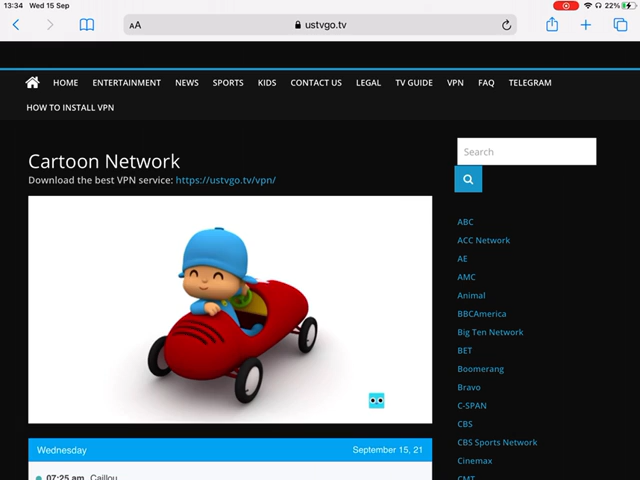 13:34 Wed 15 Sep
22%
AA
ustvgo.tv
HOME ENTERTAINMENT NEWS SPORTS KIDS CONTACT US LEGAL TV GUIDE VPN FAQ TELEGRAM
HOW TO INSTALL VPN
Cartoon Network
Download the best VPN service: https://ustvgo.tv/vpn/
Search
ABC
ACC Network
AE
AMC
Animal
BBCAmerica
Big Ten Network
BET
Boomerang
Bravo
C-SPAN
CBS
CBS Sports Network
Cinemax
CMT
Wednesday September 15, 21
07:25 am Caillou